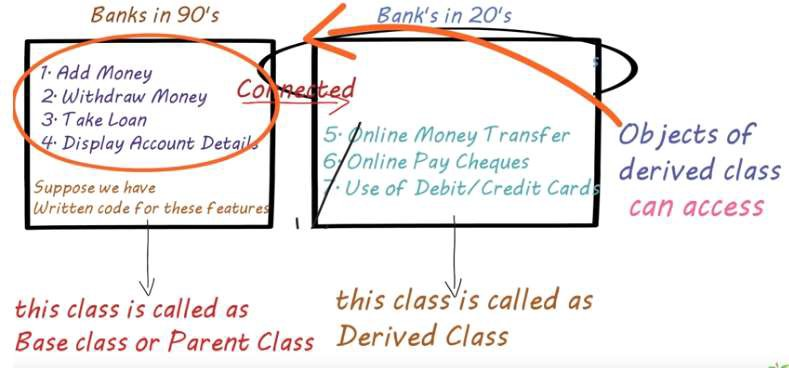 Banks in 90's
1. Add Money
2. Withdraw Money
3. Take Loan
4. Display Account Details
Suppose we have
Written code for these features
this class is called as
Base class or Parent Class
Connected
Bank's in 20's
5. Online Money Transfer
6. Online Pay Cheques
7. Use of Debit/Credit Cards
this class is called as
Derived Class
Objects of
derived class
can access